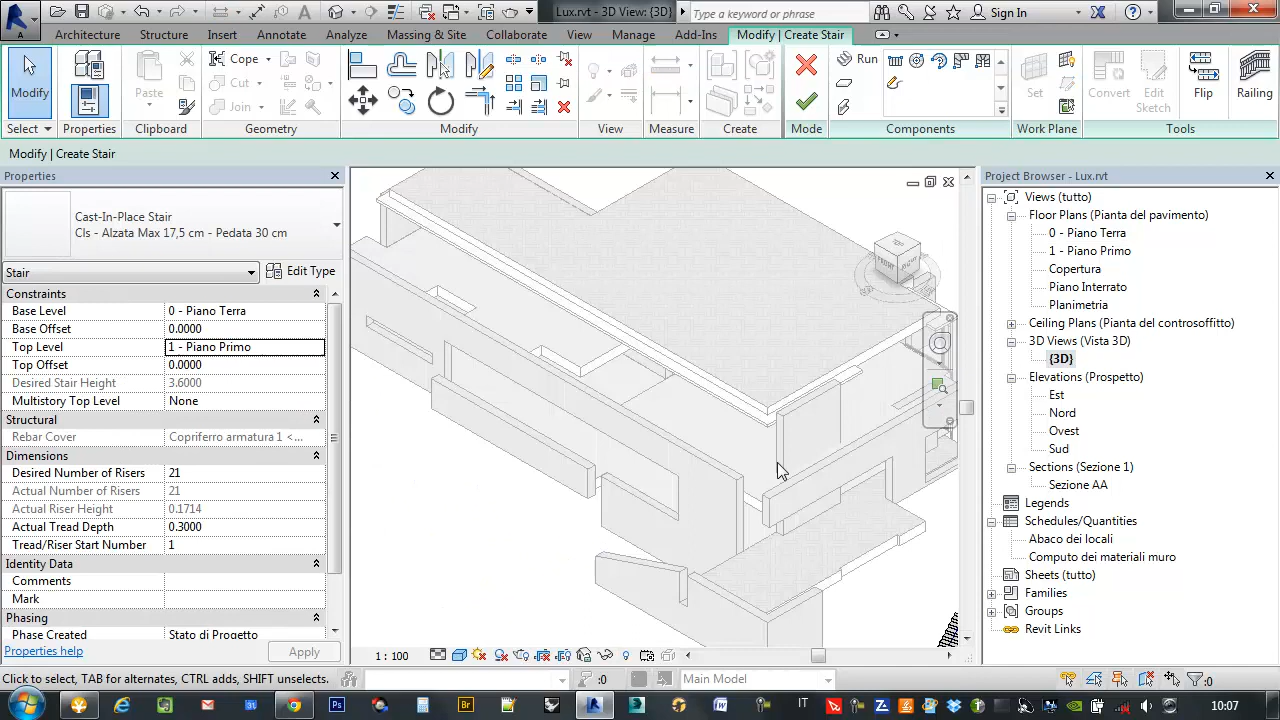 Lux.rvt - 3D View: {3D}
Type a keyword or phrase
Sign In
Architecture
Structure
Insert
Annotate
Analyze
Massing & Site
Collaborate
View
Manage
Add-Ins
Modify | Create Stair
Modify
Paste
Cope
Cut
Join
Run
Set
Convert
Edit
Sketch
Flip
Railing
Select
Properties
Clipboard
Geometry
Modify
View
Measure
Create
Mode
Components
Work Plane
Tools
Modify | Create Stair
Properties
Cast-In-Place Stair
Cls - Alzata Max 17,5 cm - Pedata 30 cm
Stair
Edit Type
Constraints
Base Level 0 - Piano Terra
Base Offset 0.0000
Top Level 1 - Piano Primo
Top Offset 0.0000
Desired Stair Height 3.6000
Multistory Top Level None
Structural
Rebar Cover Copriferro armatura 1 <...
Dimensions
Desired Number of Risers 21
Actual Number of Risers 21
Actual Riser Height 0.1714
Actual Tread Depth 0.3000
Tread/Riser Start Number 1
Identity Data
Comments
Mark
Phasing
Phase Created Stato di Progetto
Properties help
Apply
TOP
FRONT
RIGHT
1 : 100
Project Browser - Lux.rvt
Views (tutto)
Floor Plans (Pianta del pavimento)
0 - Piano Terra
1 - Piano Primo
Copertura
Piano Interrato
Planimetria
Ceiling Plans (Pianta del controsoffitto)
3D Views (Vista 3D)
{3D}
Elevations (Prospetto)
Est
Nord
Ovest
Sud
Sections (Sezione 1)
Sezione AA
Legends
Schedules/Quantities
Abaco dei locali
Computo dei materiali muro
Sheets (tutto)
Families
Groups
Revit Links
Click to select, TAB for alternates, CTRL adds, SHIFT unselects.
:0
Main Model
:0
IT
10:07